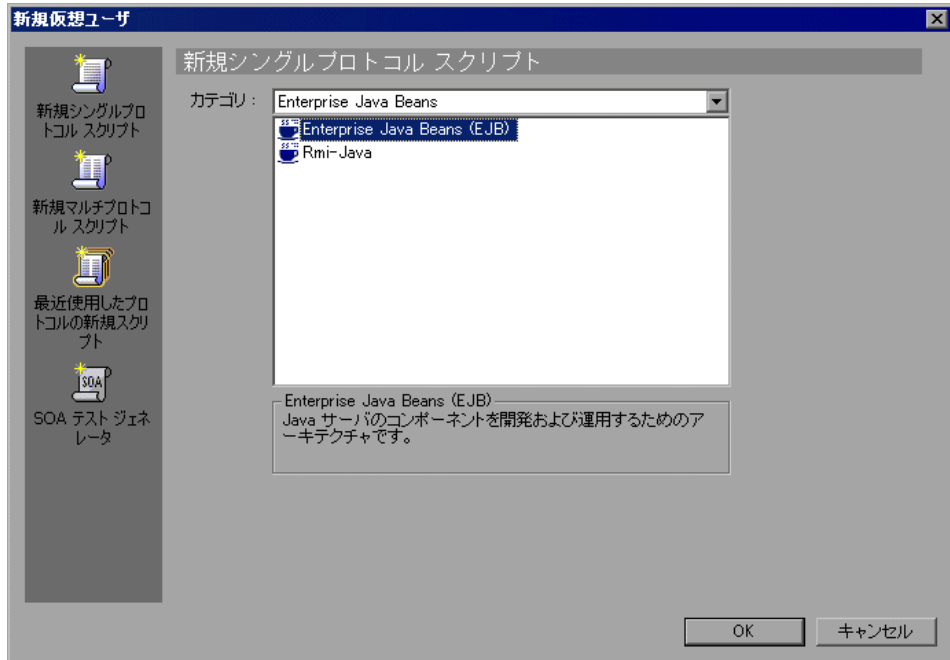 新規仮想ユーザ
新規シングルプロ
トコル スクリプト
新規マルチプロトコ
ル スクリプト
最近使用したプロ
トコルの新規スクリ
プト
SOA
SOA テスト ジェネ
レータ
新規シングルプロトコル スクリプト
カテゴリ :
Enterprise Java Beans
Enterprise Java Beans (EJB)
Rmi-Java
Enterprise Java Beans (EJB)
Java サーバのコンポーネントを開発および運用するためのア
ーキテクチャです。
OK
キャンセル